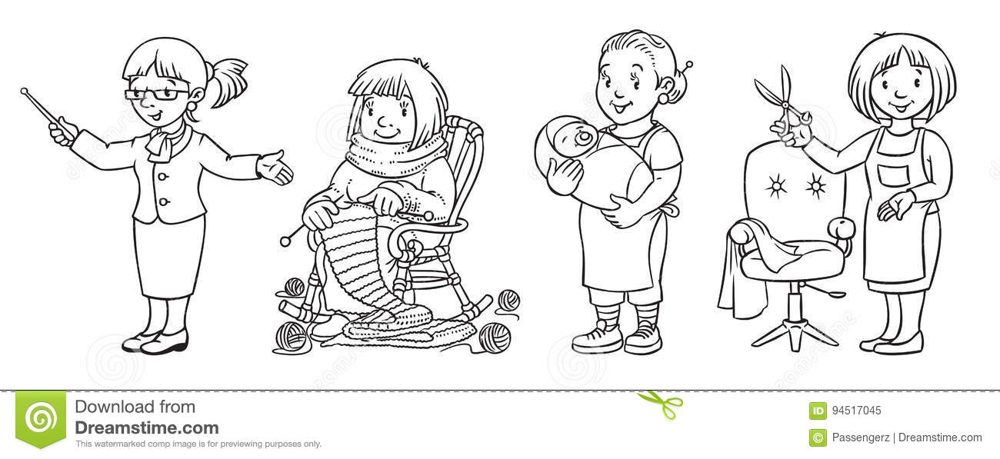 Download from
Dreamstime.com
This watermarked comp image is for previewing purposes only.
ID 94517045
© Passengerz | Dreamstime.com